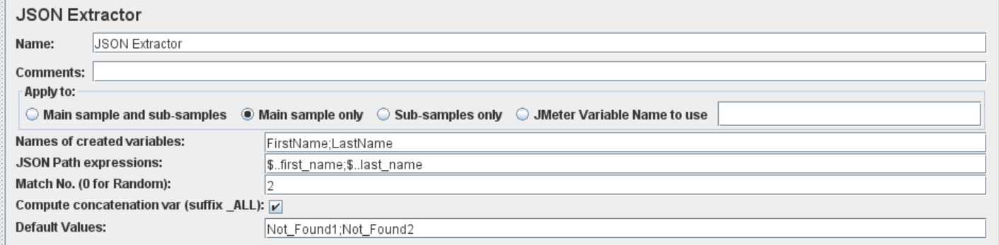 JSON Extractor
Name: JSON Extractor
Comments:
Apply to:
Main sample and sub-samples Main sample only Sub-samples only JMeter Variable Name to use
Names of created variables: FirstName;LastName
JSON Path expressions: $..first_name;$..last_name
Match No. (0 for Random): 2
Compute concatenation var (suffix _ALL):
Default Values: Not_Found1;Not_Found2